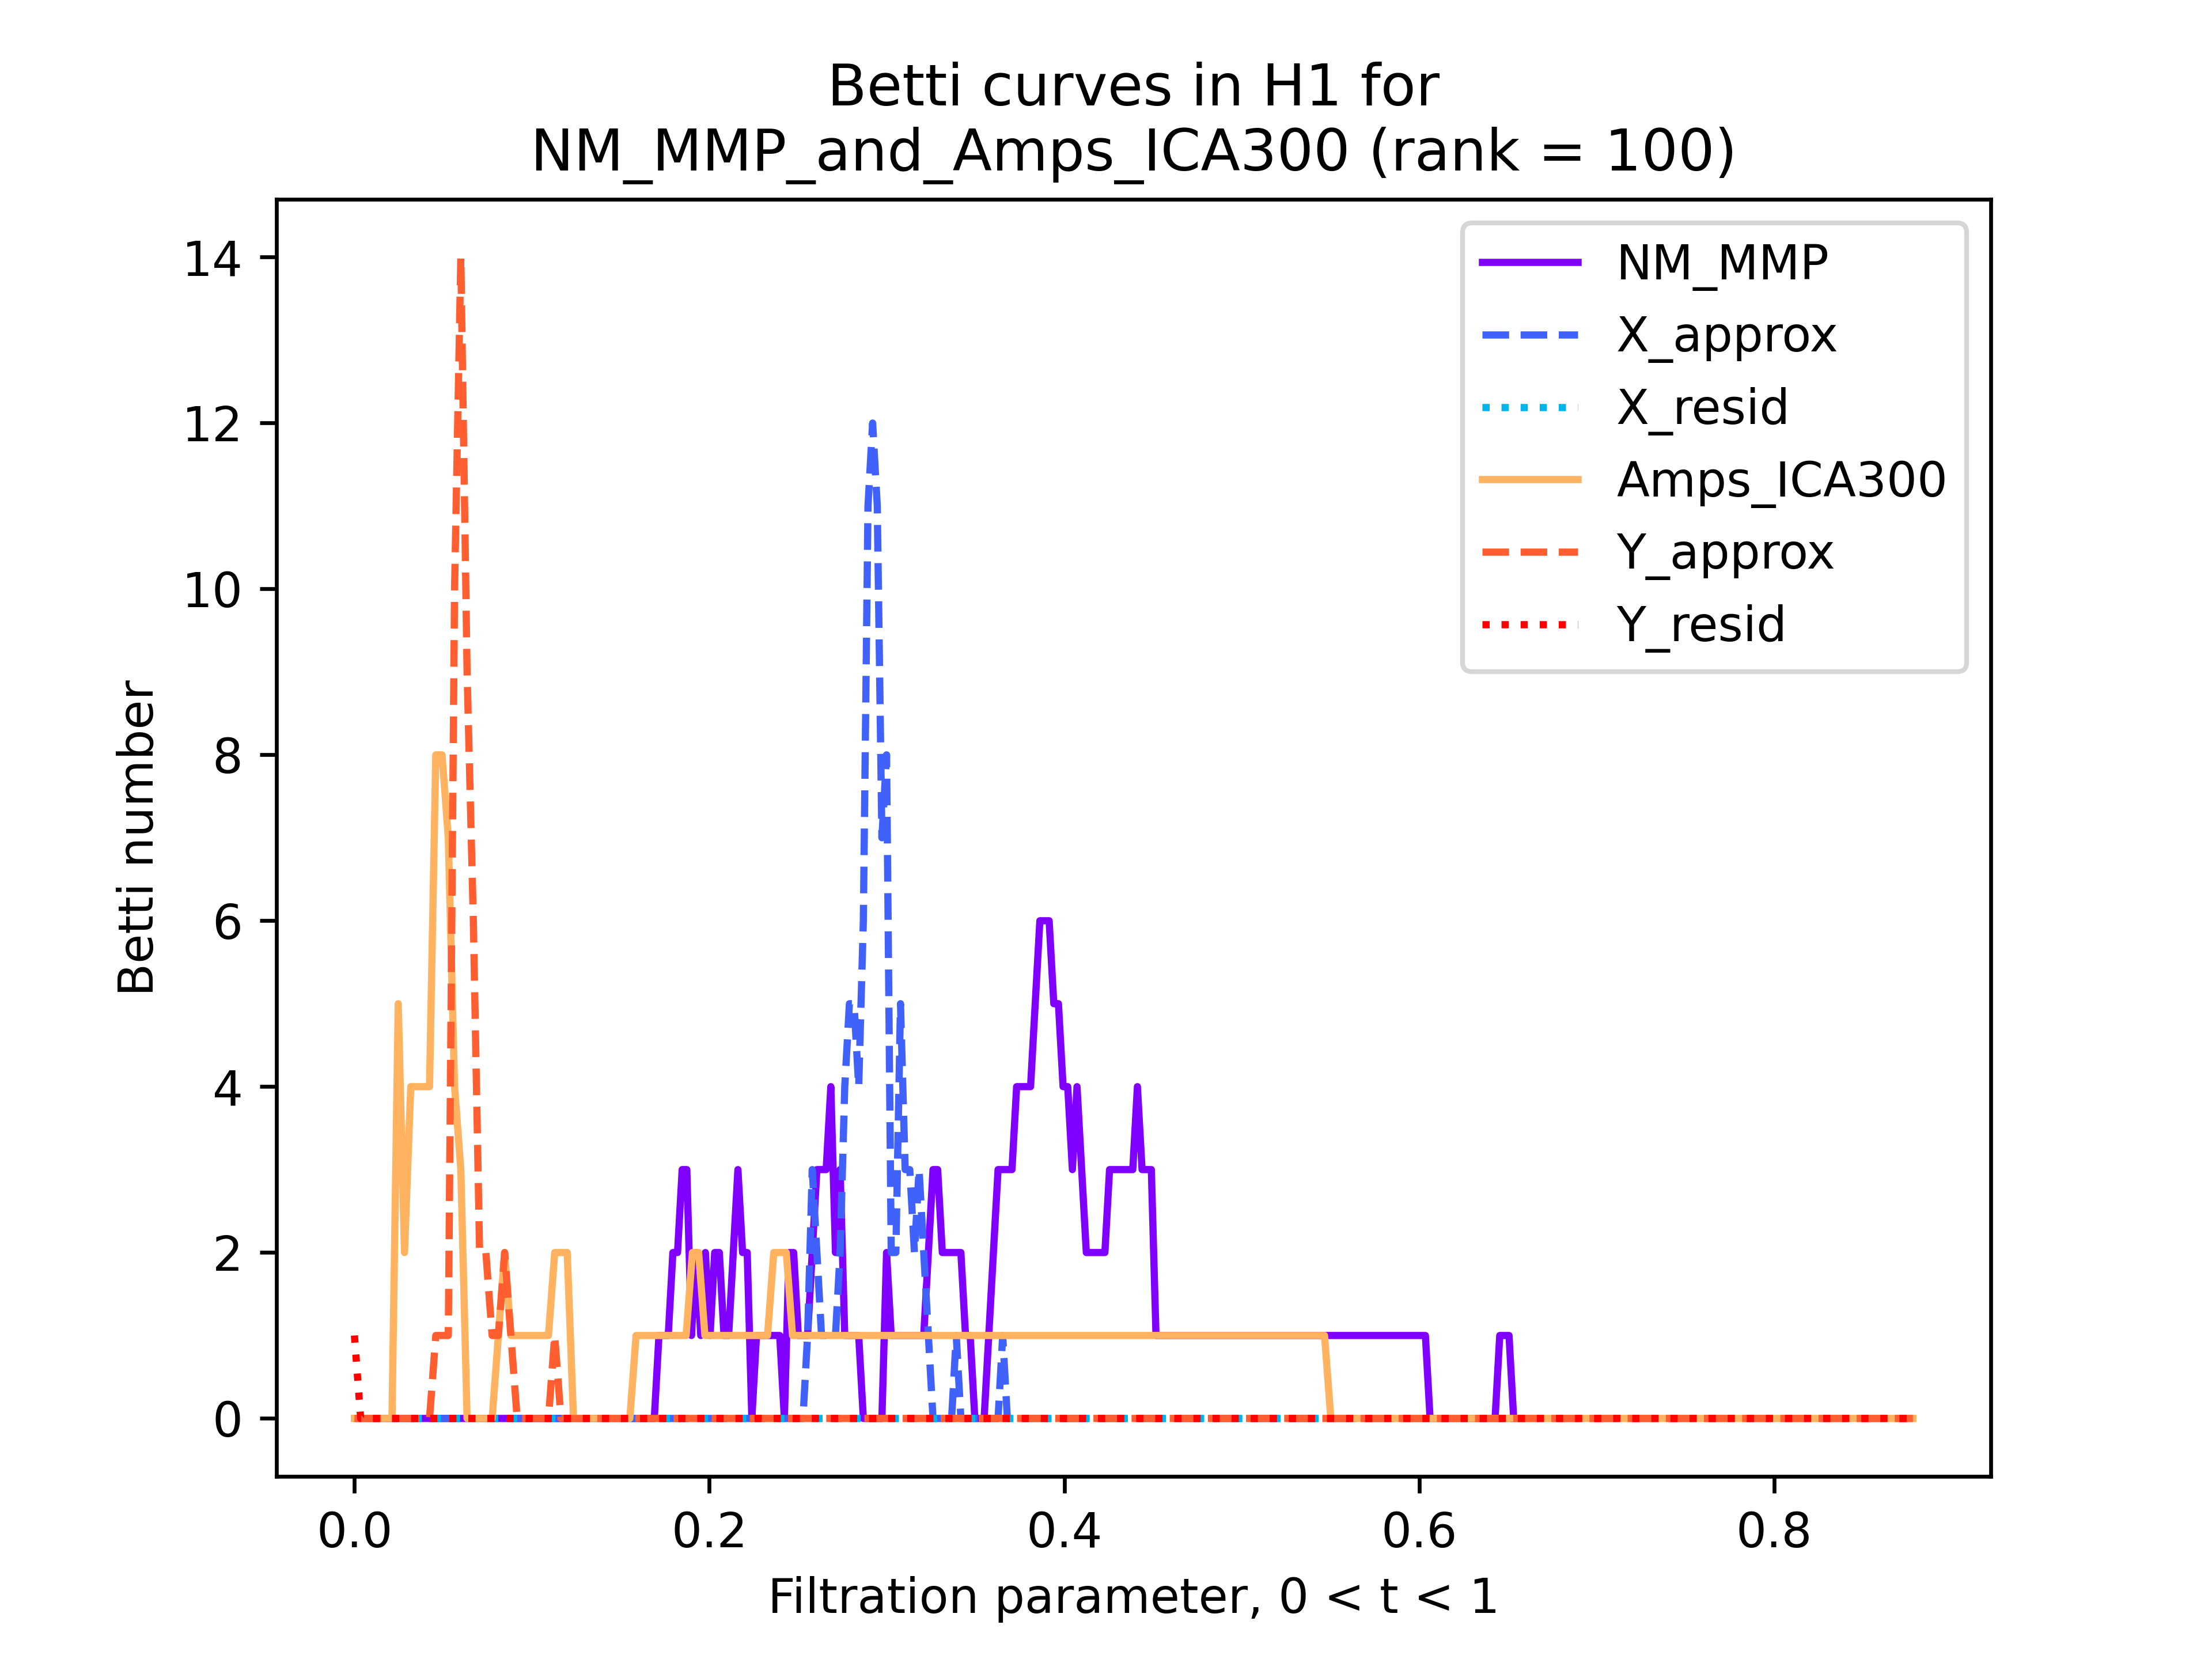 Betti curves in H1 for
NM_MMP_and_Amps_ICA300 (rank = 100)
NM_MMP
X_approx
X_resid
Amps_ICA300
Y_approx
Y_resid
Betti number
14
12
10
8
6
4
2
0
0.0 0.2 0.4 0.6 0.8
Filtration parameter, 0 < t < 1